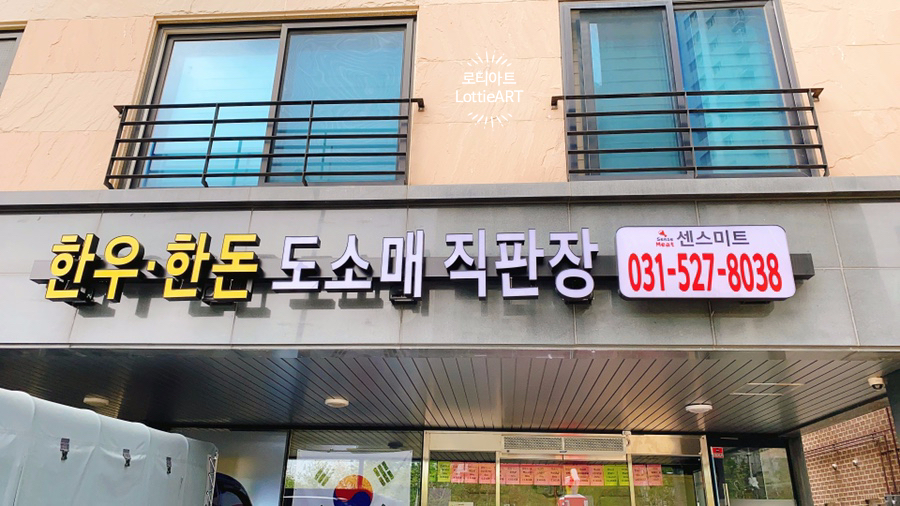 로티아트
LottieART
한우·한돈 도소매 직판장
Sense Meet 센스미트
031-527-8038